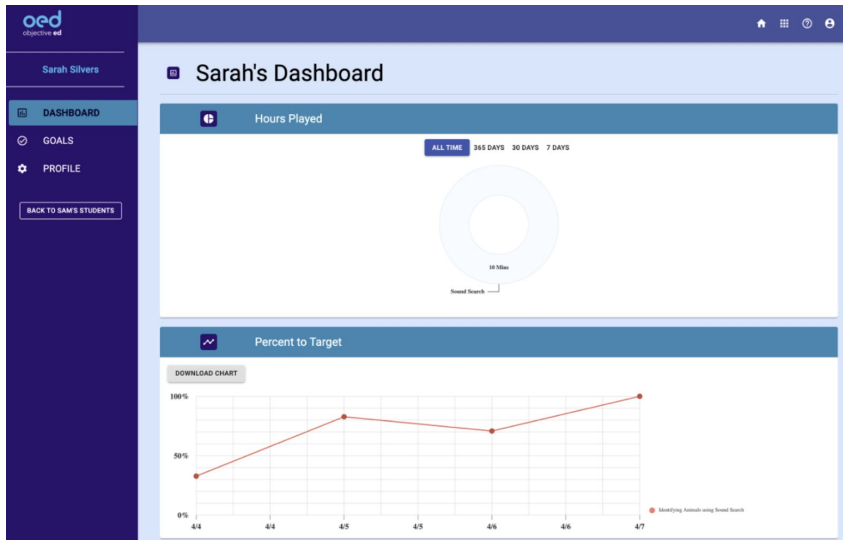 oed
objective ed
Sarah Silvers
DASHBOARD
GOALS
PROFILE
BACK TO SAM'S STUDENTS
Sarah's Dashboard
Hours Played
ALL TIME 365 DAYS 30 DAYS 7 DAYS
10 Mins
Sound Search
Percent to Target
DOWNLOAD CHART
100%
50%
0%
4/4 4/4 4/5 4/5 4/6 4/6 4/7
Identifying Animals using Sound Search